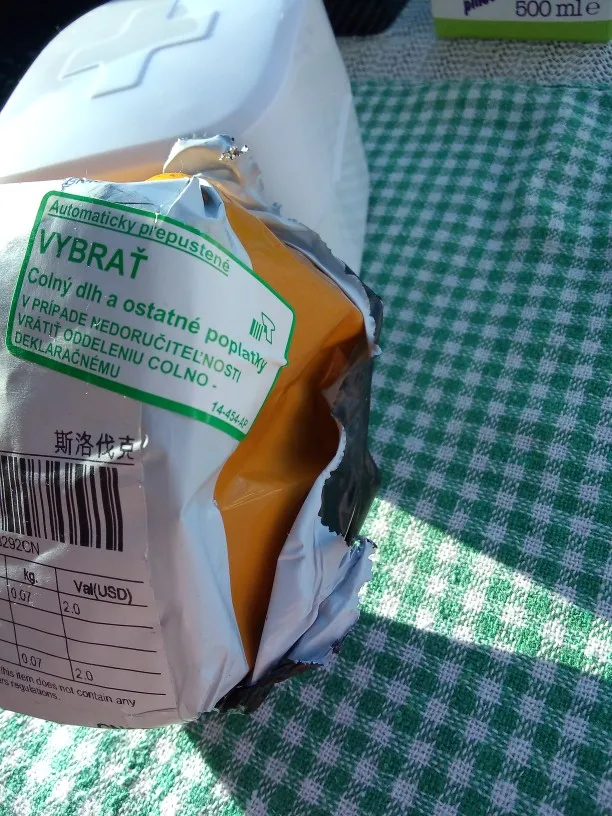 500 ml e
Automaticky prepustené
VYBRAŤ
Colný dlh a ostatné poplatky
V PRÍPADE NEDORUČITEĽNOSTI
VRÁTIŤ ODDELENIU COLNO -
DEKLARAČNÉMU
14-454-AP
斯洛伐克
292CN
kg. Val(USD)
0.07 2.0
0.07 2.0
this item does not contain any
ers regulations.